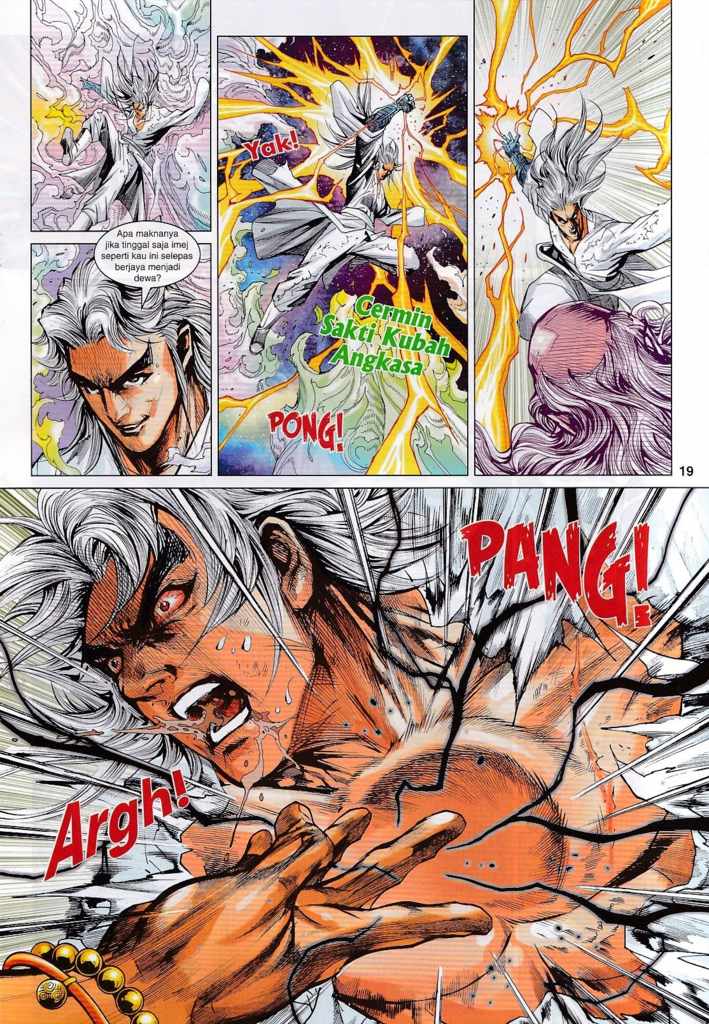 Apa maknanya
jika tinggal saja imej
seperti kau ini selepas
berjaya menjadi
dewa?
Yak!
Cermin
Sakti Kubah
Angkasa
PONG!
19
PANG!
Argh!